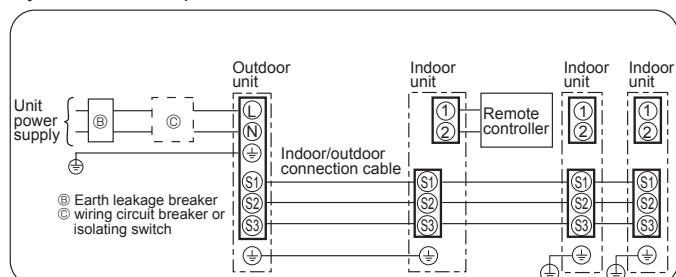 Outdoor unit
Indoor unit
Indoor unit
Indoor unit
Unit power supply
Ⓑ
Ⓒ
L
N
1
2
Remote controller
1
2
1
2
Indoor/outdoor connection cable
S1
S2
S3
S1
S2
S3
S1
S2
S3
S1
S2
S3
Ⓑ Earth leakage breaker
Ⓒ wiring circuit breaker or isolating switch